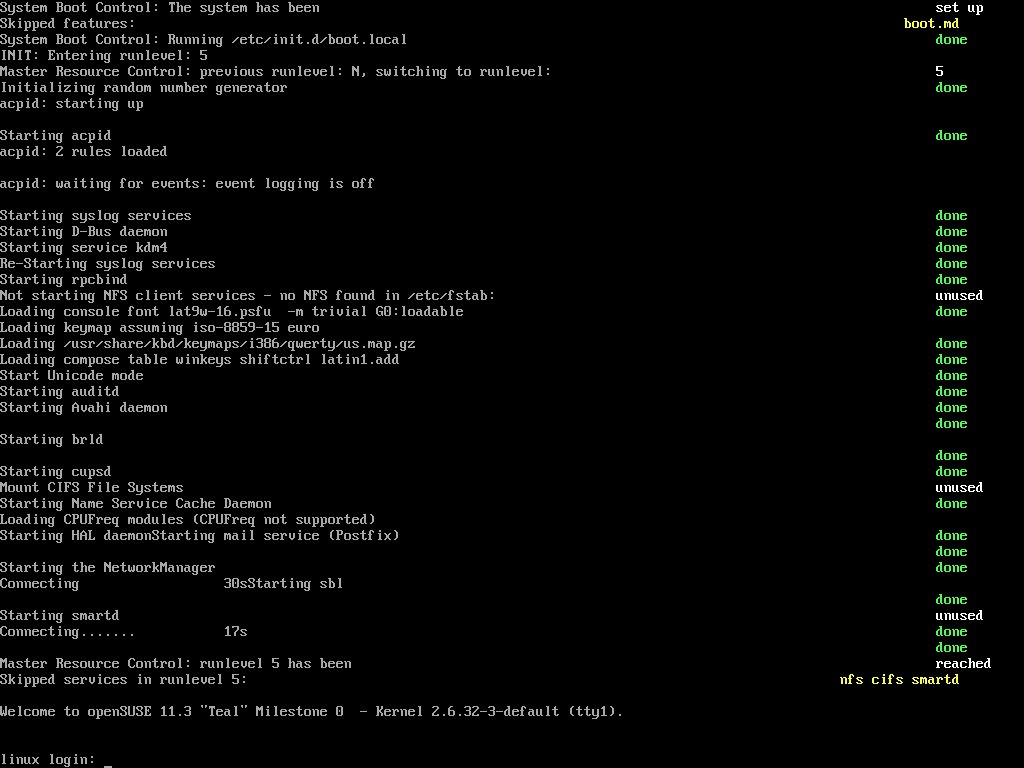 System Boot Control: The system has been set up
Skipped features: boot.md
System Boot Control: Running /etc/init.d/boot.local done
INIT: Entering runlevel: 5
Master Resource Control: previous runlevel: N, switching to runlevel: 5
Initializing random number generator done
acpid: starting up
Starting acpid done
acpid: 2 rules loaded
acpid: waiting for events: event logging is off
Starting syslog services done
Starting D-Bus daemon done
Starting service kdm4 done
Re-Starting syslog services done
Starting rpcbind done
Not starting NFS client services - no NFS found in /etc/fstab: unused
Loading console font lat9w-16.psfu  -m trivial G0:loadable done
Loading keymap assuming iso-8859-15 euro
Loading /usr/share/kbd/keymaps/i386/qwerty/us.map.gz done
Loading compose table winkeys shiftctrl latin1.add done
Start Unicode mode done
Starting auditd done
Starting Avahi daemon done
done
Starting brld
done
Starting cupsd done
Mount CIFS File Systems unused
Starting Name Service Cache Daemon done
Loading CPUFreq modules (CPUFreq not supported)
Starting HAL daemonStarting mail service (Postfix) done
done
Starting the NetworkManager done
Connecting 30sStarting sbl
done
Starting smartd unused
Connecting....... 17s done
done
Master Resource Control: runlevel 5 has been reached
Skipped services in runlevel 5: nfs cifs smartd
Welcome to openSUSE 11.3 "Teal" Milestone 0  - Kernel 2.6.32-3-default (tty1).
linux login: _